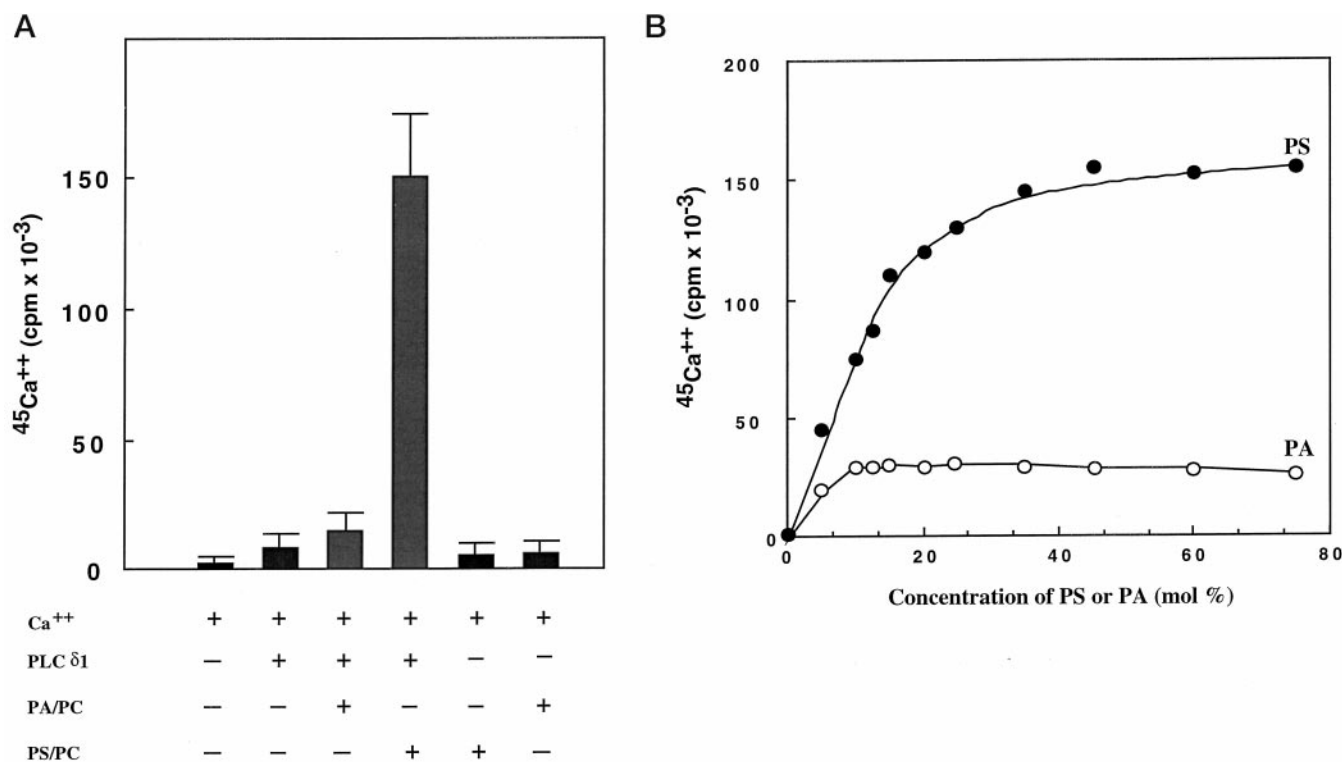 A
B
⁴⁵Ca⁺⁺ (cpm x 10⁻³)
150
100
50
0
Ca⁺⁺ + + + + + +
PLC δ1 – + + + – –
PA/PC – – + – – +
PS/PC – – – + + –
⁴⁵Ca⁺⁺ (cpm x 10⁻³)
200
150
100
50
0
PS
PA
0 20 40 60 80
Concentration of PS or PA (mol %)